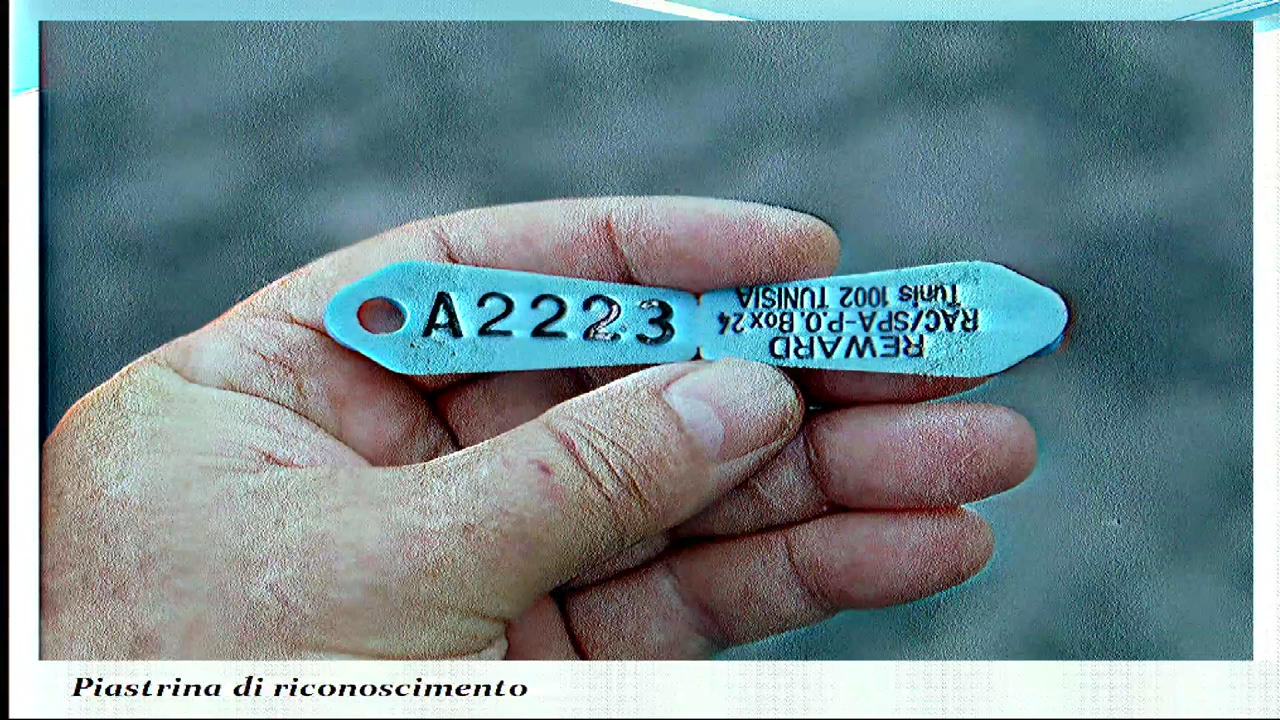 A2223
REWARD
RAC/SPA-P.O.Box 24
Tunis 1002 TUNISIA
Piastrina di riconoscimento